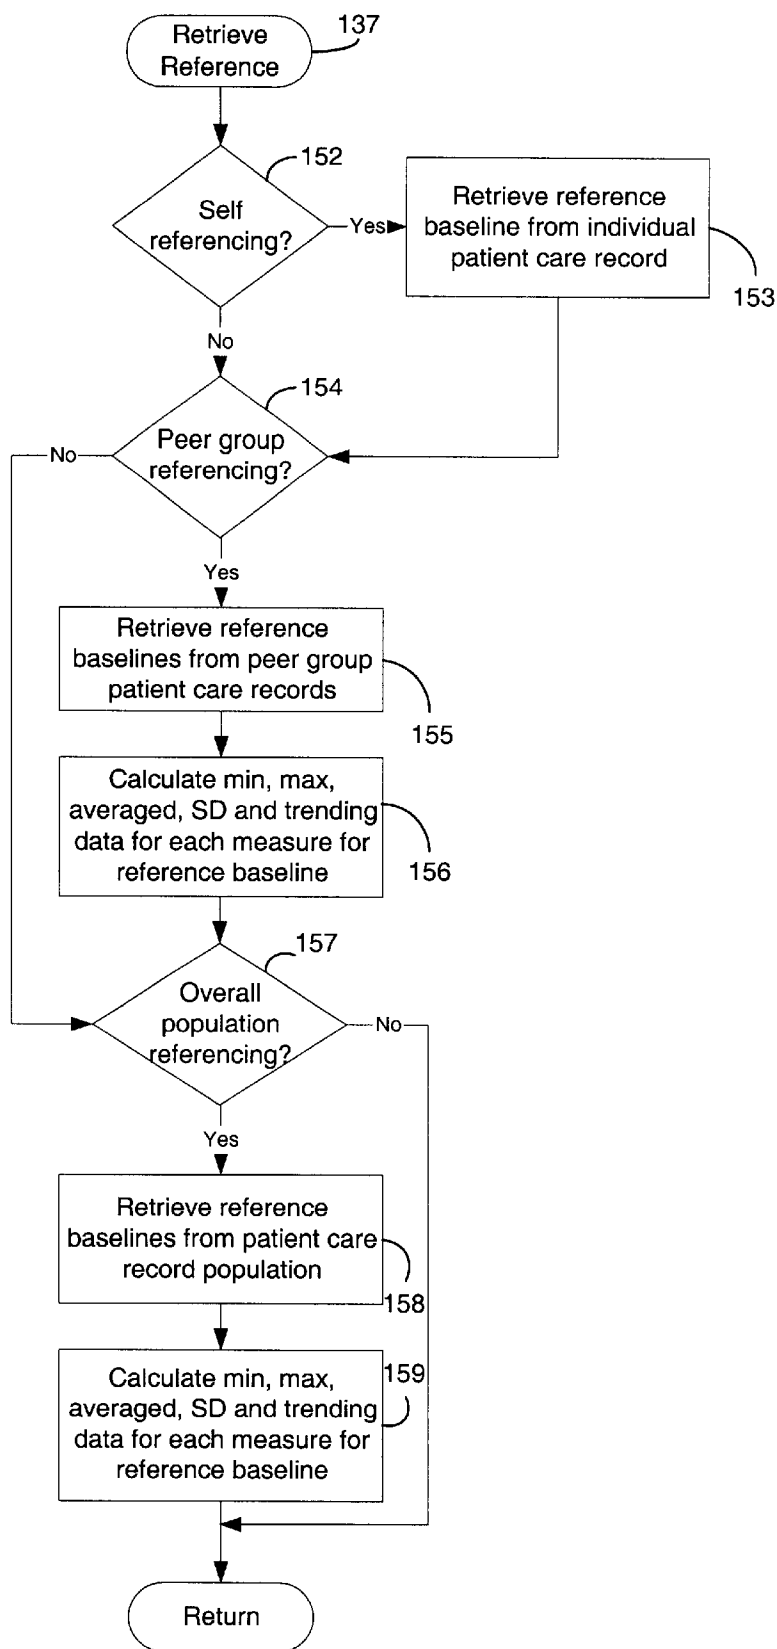 Retrieve
Reference
137
152
Self
referencing?
Yes
Retrieve reference
baseline from individual
patient care record
153
No
154
Peer group
referencing?
No
Yes
Retrieve reference
baselines from peer group
patient care records
155
Calculate min, max,
averaged, SD and trending
data for each measure for
reference baseline
156
157
Overall
population
referencing?
No
Yes
Retrieve reference
baselines from patient care
record population
158
159
Calculate min, max,
averaged, SD and trending
data for each measure for
reference baseline
Return